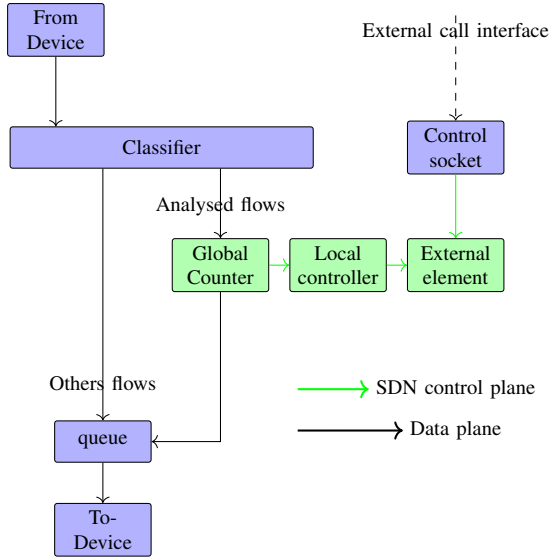 From
Device
External call interface
Classifier
Control
socket
Analysed flows
Global
Counter
Local
controller
External
element
Others flows
SDN control plane
Data plane
queue
To-
Device